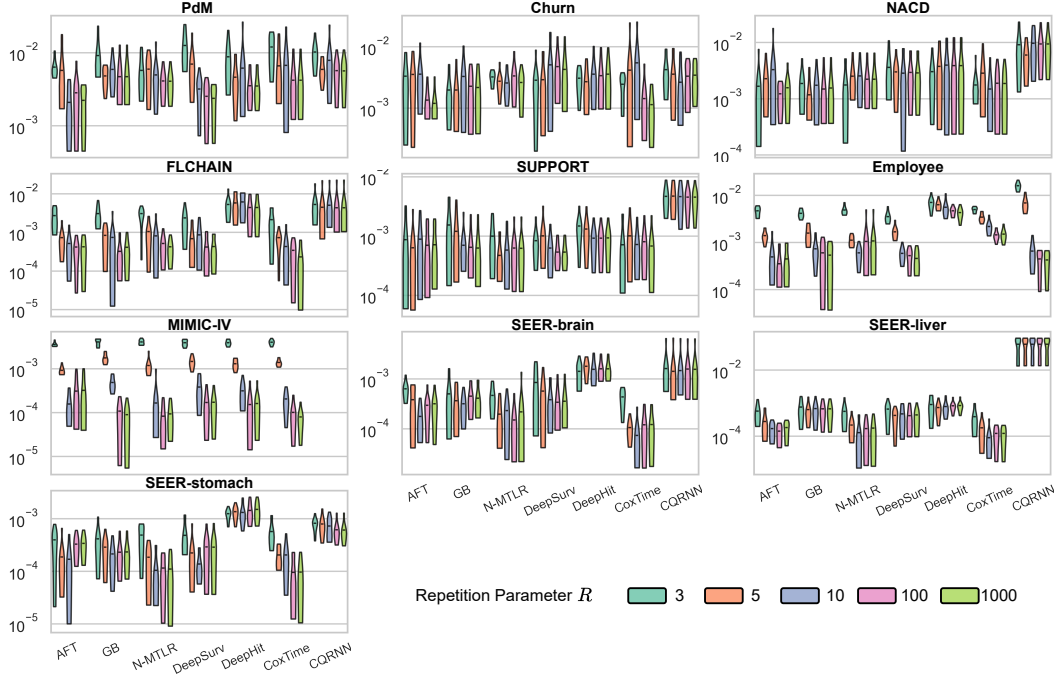 PdM
10⁻²
10⁻³
Churn
10⁻²
10⁻³
NACD
10⁻²
10⁻³
10⁻⁴
FLCHAIN
10⁻²
10⁻³
10⁻⁴
10⁻⁵
SUPPORT
10⁻²
10⁻³
10⁻⁴
Employee
10⁻²
10⁻³
10⁻⁴
MIMIC-IV
10⁻³
10⁻⁴
10⁻⁵
SEER-brain
10⁻³
10⁻⁴
AFT GB N-MTLR DeepSurv DeepHit CoxTime CQRNN
SEER-liver
10⁻²
10⁻⁴
AFT GB N-MTLR DeepSurv DeepHit CoxTime CQRNN
SEER-stomach
10⁻³
10⁻⁴
10⁻⁵
AFT GB N-MTLR DeepSurv DeepHit CoxTime CQRNN
Repetition Parameter R 3 5 10 100 1000